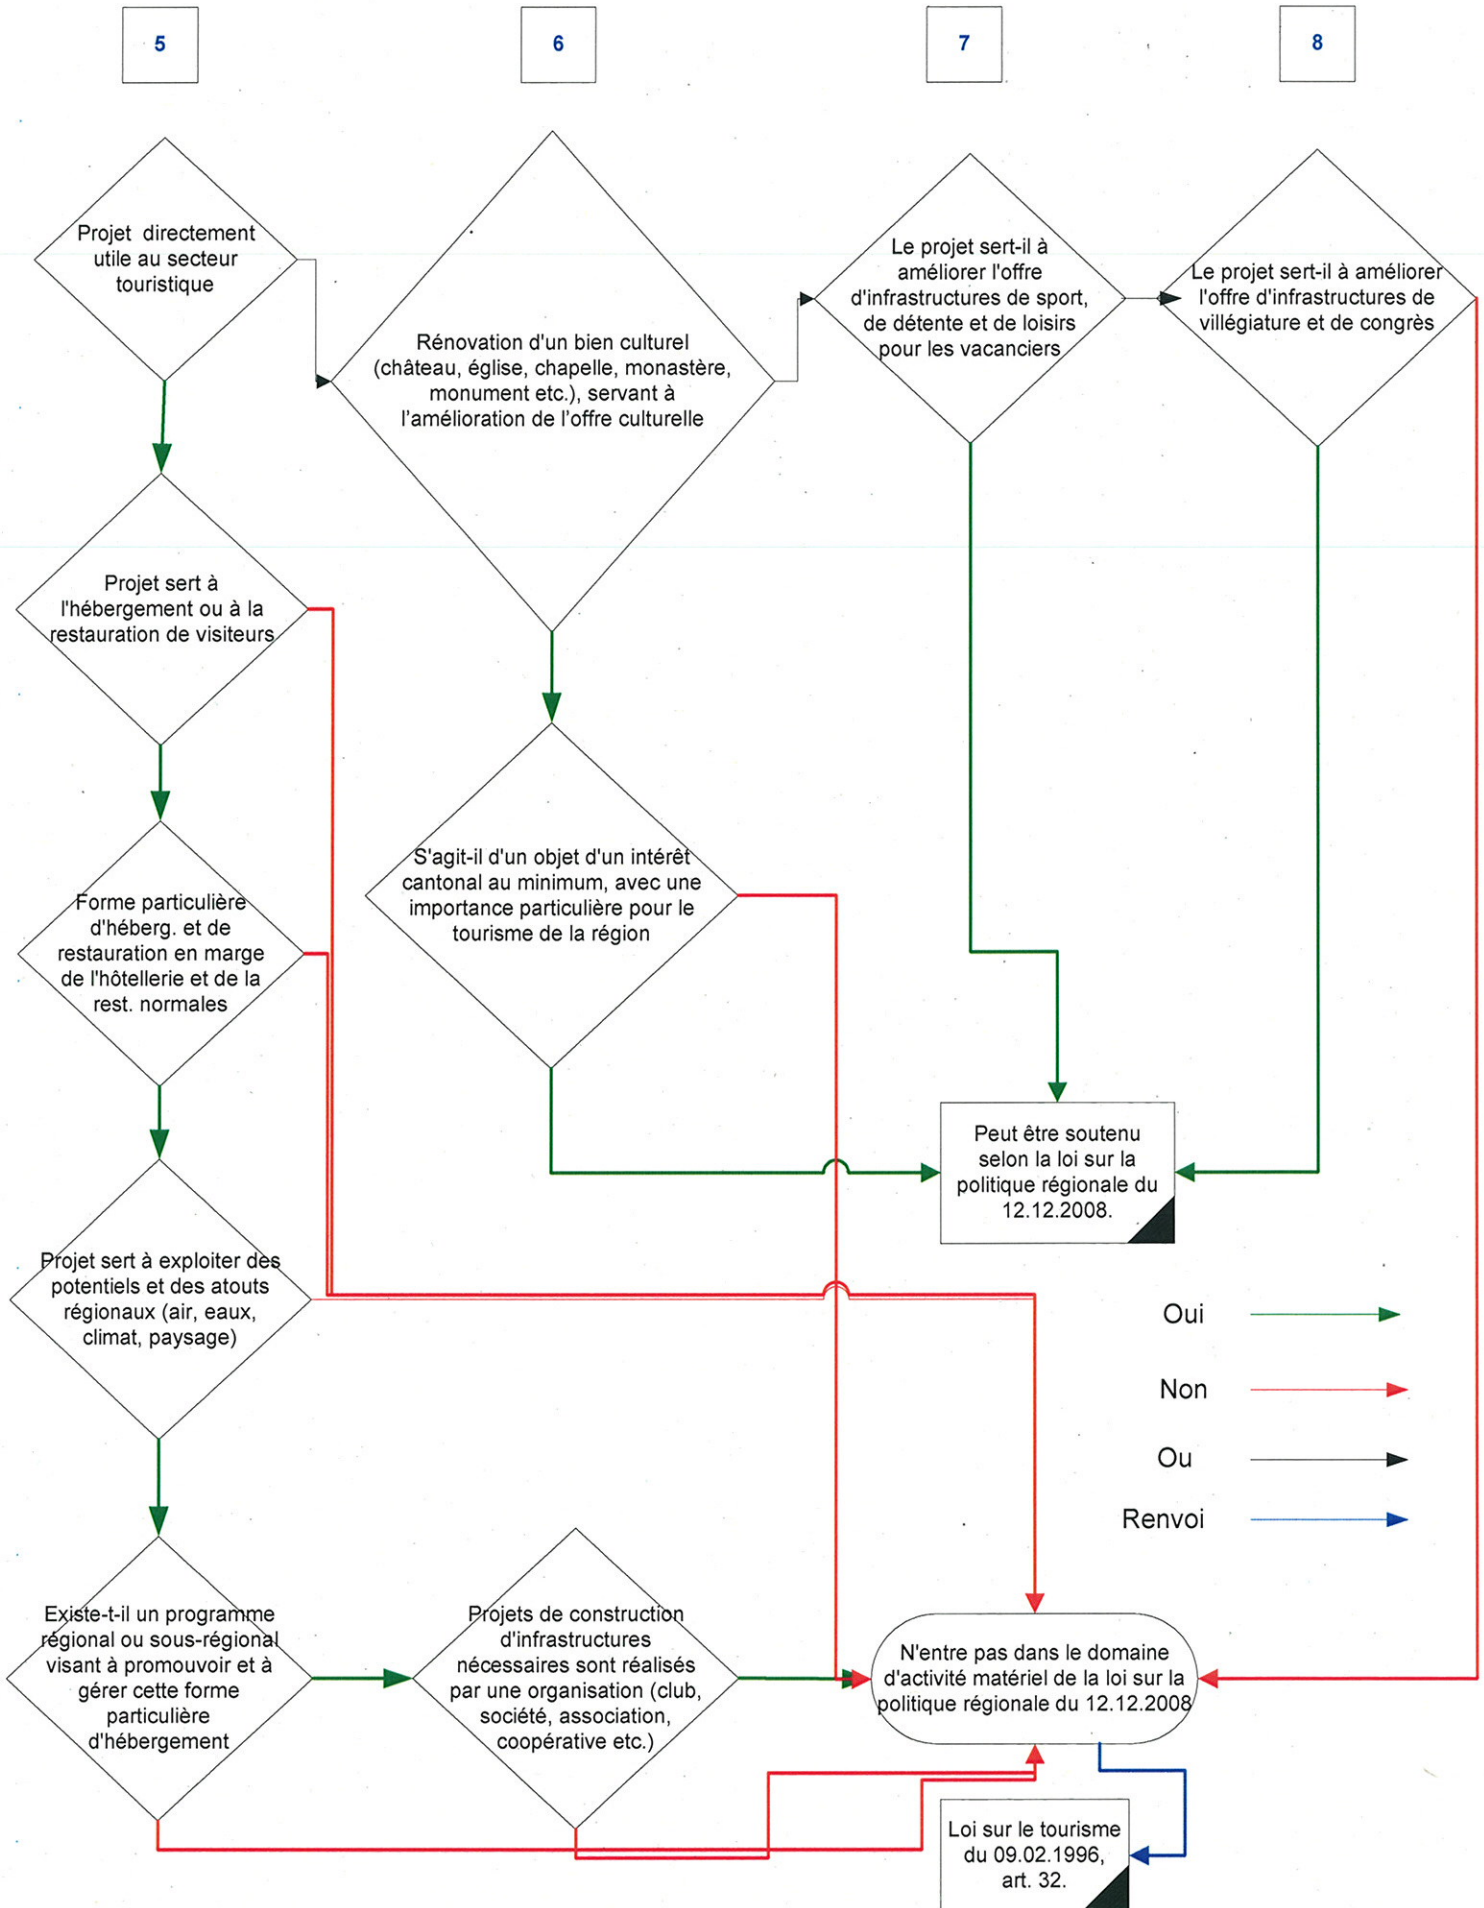 5
6
7
8
Projet directement
utile au secteur
touristique
Rénovation d'un bien culturel
(château, église, chapelle, monastère,
monument etc.), servant à
l'amélioration de l'offre culturelle
Le projet sert-il à
améliorer l'offre
d'infrastructures de sport,
de détente et de loisirs
pour les vacanciers
Le projet sert-il à améliorer
l'offre d'infrastructures de
villégiature et de congrès
Projet sert à
l'hébergement ou à la
restauration de visiteurs
S'agit-il d'un objet d'un intérêt
cantonal au minimum, avec une
importance particulière pour le
tourisme de la région
Forme particulière
d'héberg. et de
restauration en marge
de l'hôtellerie et de la
rest. normales
Peut être soutenu
selon la loi sur la
politique régionale du
12.12.2008.
Projet sert à exploiter des
potentiels et des atouts
régionaux (air, eaux,
climat, paysage)
Oui
Non
Ou
Renvoi
Existe-t-il un programme
régional ou sous-régional
visant à promouvoir et à
gérer cette forme
particulière
d'hébergement
Projets de construction
d'infrastructures
nécessaires sont réalisés
par une organisation (club,
société, association,
coopérative etc.)
N'entre pas dans le domaine
d'activité matériel de la loi sur la
politique régionale du 12.12.2008
Loi sur le tourisme
du 09.02.1996,
art. 32.